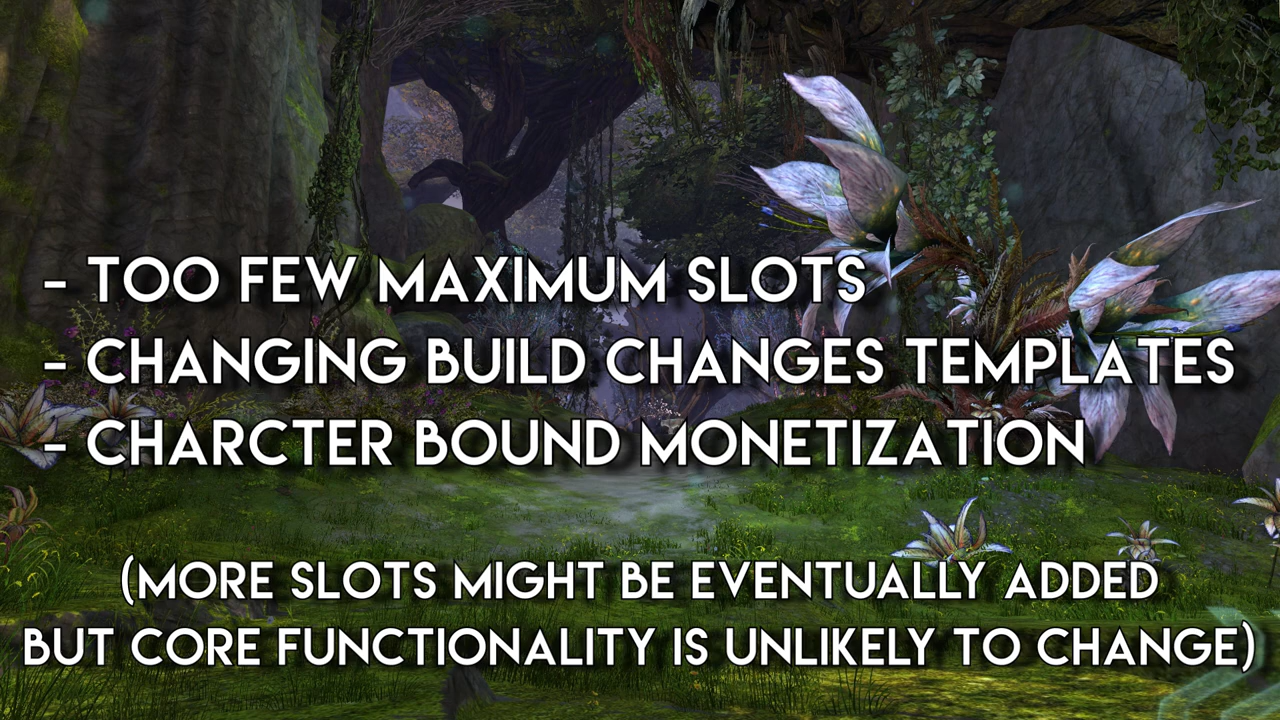 - TOO FEW MAXIMUM SLOTS
- CHANGING BUILD CHANGES TEMPLATES
- CHARCTER BOUND MONETIZATION
(MORE SLOTS MIGHT BE EVENTUALLY ADDED
BUT CORE FUNCTIONALITY IS UNLIKELY TO CHANGE)